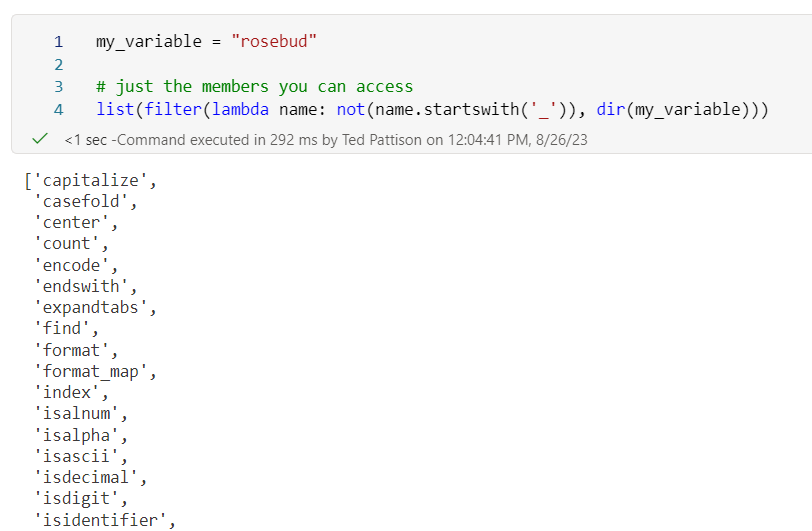 1 my_variable = "rosebud"
2
3 # just the members you can access
4 list(filter(lambda name: not(name.startswith('_')), dir(my_variable)))
<1 sec -Command executed in 292 ms by Ted Pattison on 12:04:41 PM, 8/26/23
['capitalize',
'casefold',
'center',
'count',
'encode',
'endswith',
'expandtabs',
'find',
'format',
'format_map',
'index',
'isalnum',
'isalpha',
'isascii',
'isdecimal',
'isdigit',
'isidentifier',